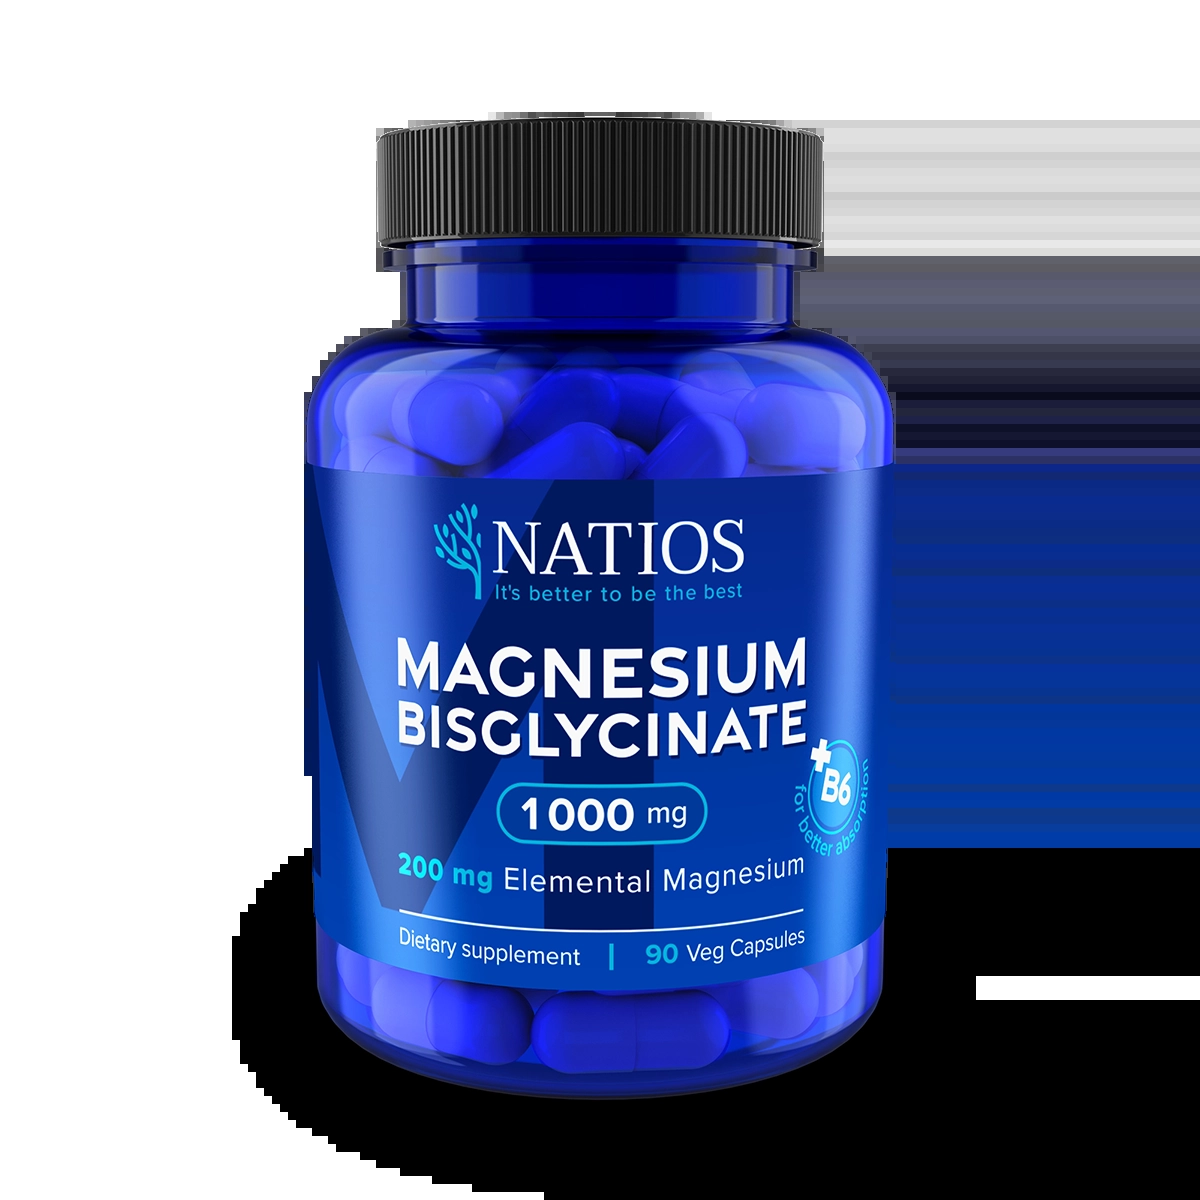 NATIOS
It's better to be the best
MAGNESIUM
BISGLYCINATE
+B6
for better absorption
1000 mg
200 mg Elemental Magnesium
Dietary supplement | 90 Veg Capsules